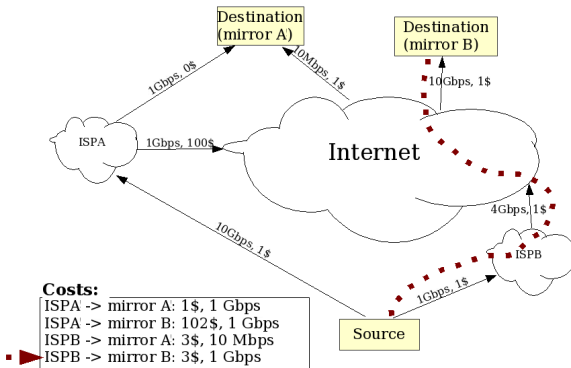 Destination
(mirror A)
Destination
(mirror B)
10Mbps, 1$
10Gbps, 1$
1Gbps, 0$
ISPA
1Gbps, 100$
Internet
4Gbps, 1$
10Gbps, 1$
ISPB
1Gbps, 1$
Costs:
ISPA -> mirror A: 1$, 1 Gbps
ISPA -> mirror B: 102$, 1 Gbps
ISPB -> mirror A: 3$, 10 Mbps
ISPB -> mirror B: 3$, 1 Gbps
Source